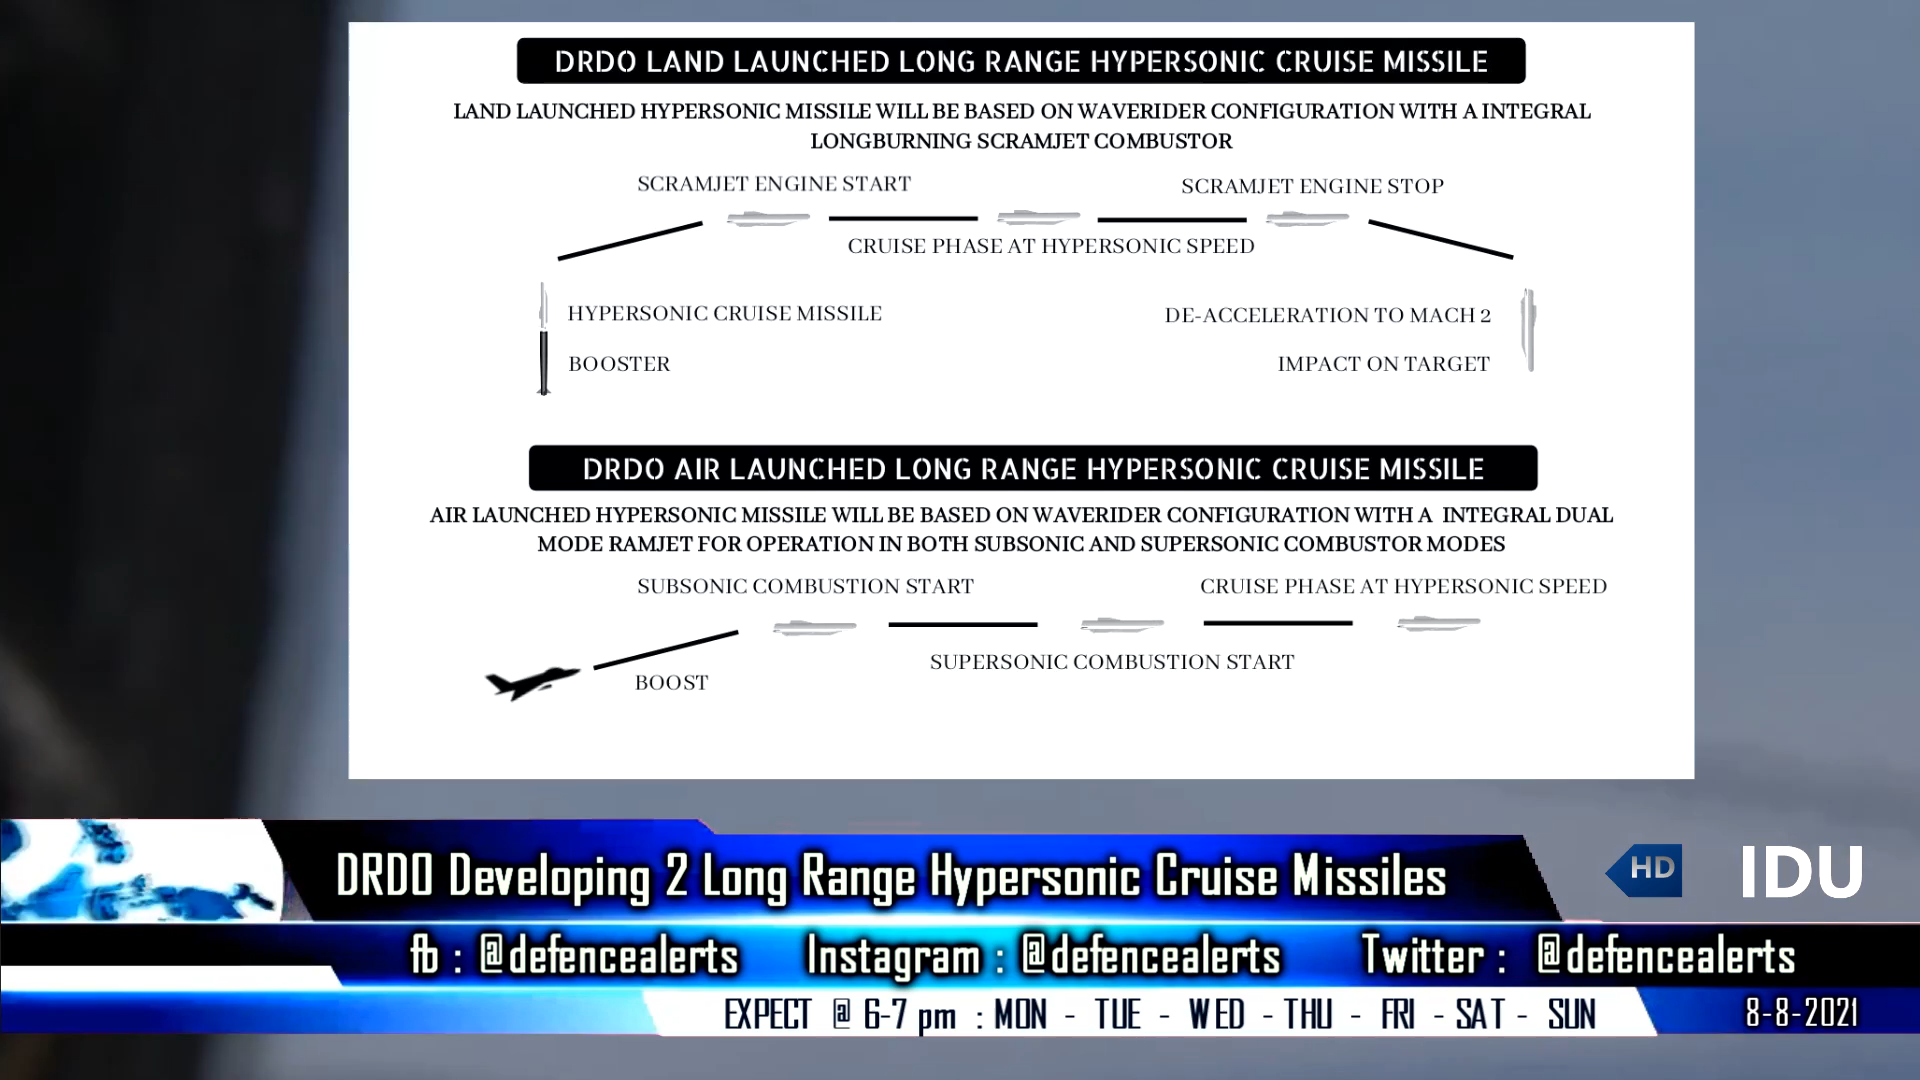 DRDO LAND LAUNCHED LONG RANGE HYPERSONIC CRUISE MISSILE
LAND LAUNCHED HYPERSONIC MISSILE WILL BE BASED ON WAVERIDER CONFIGURATION WITH A INTEGRAL
LONGBURNING SCRAMJET COMBUSTOR
SCRAMJET ENGINE START
SCRAMJET ENGINE STOP
CRUISE PHASE AT HYPERSONIC SPEED
HYPERSONIC CRUISE MISSILE
DE-ACCELERATION TO MACH 2
BOOSTER
IMPACT ON TARGET
DRDO AIR LAUNCHED LONG RANGE HYPERSONIC CRUISE MISSILE
AIR LAUNCHED HYPERSONIC MISSILE WILL BE BASED ON WAVERIDER CONFIGURATION WITH A INTEGRAL DUAL
MODE RAMJET FOR OPERATION IN BOTH SUBSONIC AND SUPERSONIC COMBUSTOR MODES
SUBSONIC COMBUSTION START
CRUISE PHASE AT HYPERSONIC SPEED
SUPERSONIC COMBUSTION START
BOOST
DRDO Developing 2 Long Range Hypersonic Cruise Missiles
HD
IDU
fb : @defencealerts Instagram : @defencealerts Twitter : @defencealerts
EXPECT @ 6-7 pm : MON - TUE - WED - THU - FRI - SAT - SUN
8-8-2021